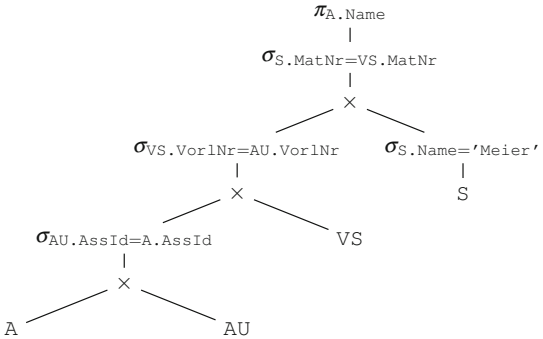 πA.Name
σS.MatNr=VS.MatNr
×
σVS.VorlNr=AU.VorlNr σS.Name='Meier'
× S
σAU.AssId=A.AssId VS
×
A AU